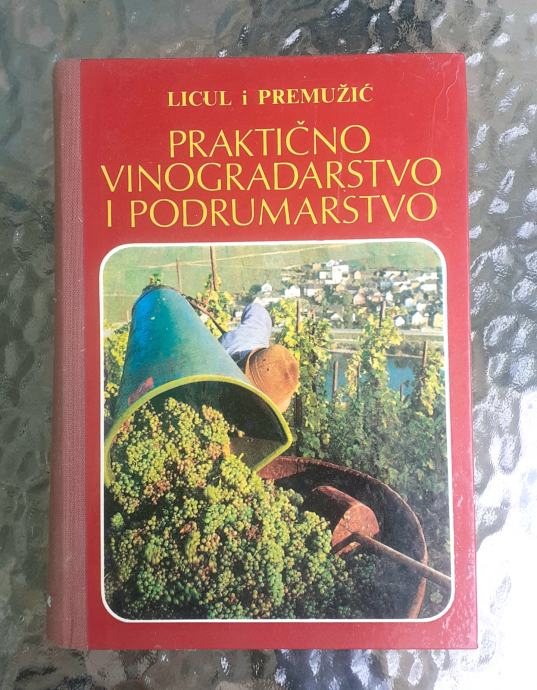 LICUL i PREMUŽIĆ
PRAKTIČNO
VINOGRADARSTVO
I PODRUMARSTVO